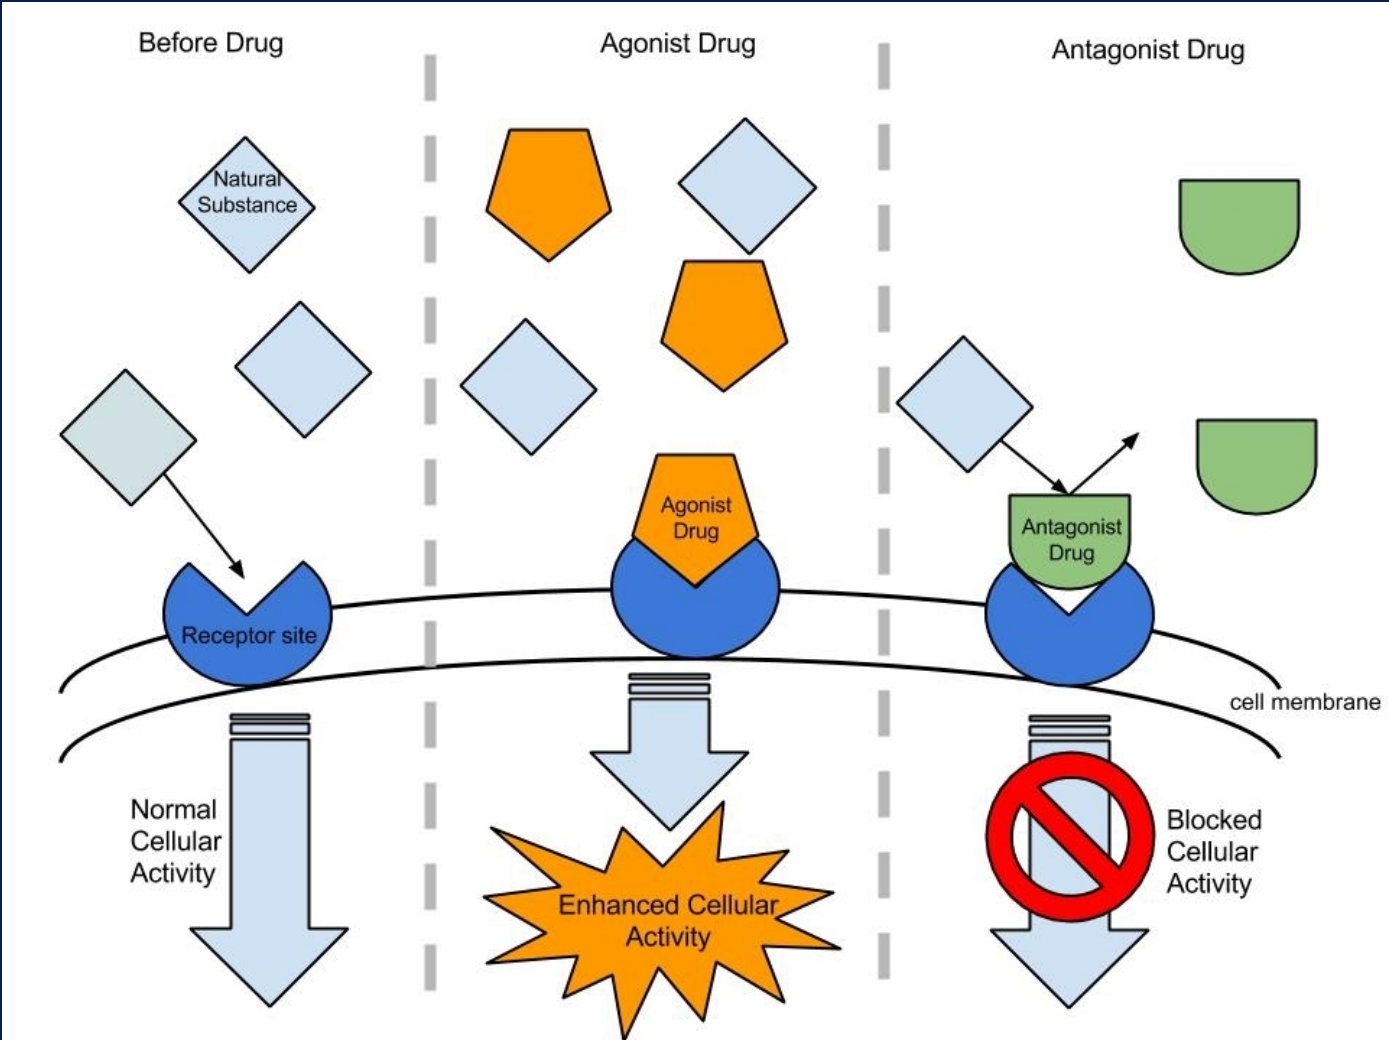 Before Drug
Agonist Drug
Antagonist Drug
Natural
Substance
Agonist
Drug
Antagonist
Drug
Receptor site
cell membrane
Normal
Cellular
Activity
Enhanced Cellular
Activity
Blocked
Cellular
Activity